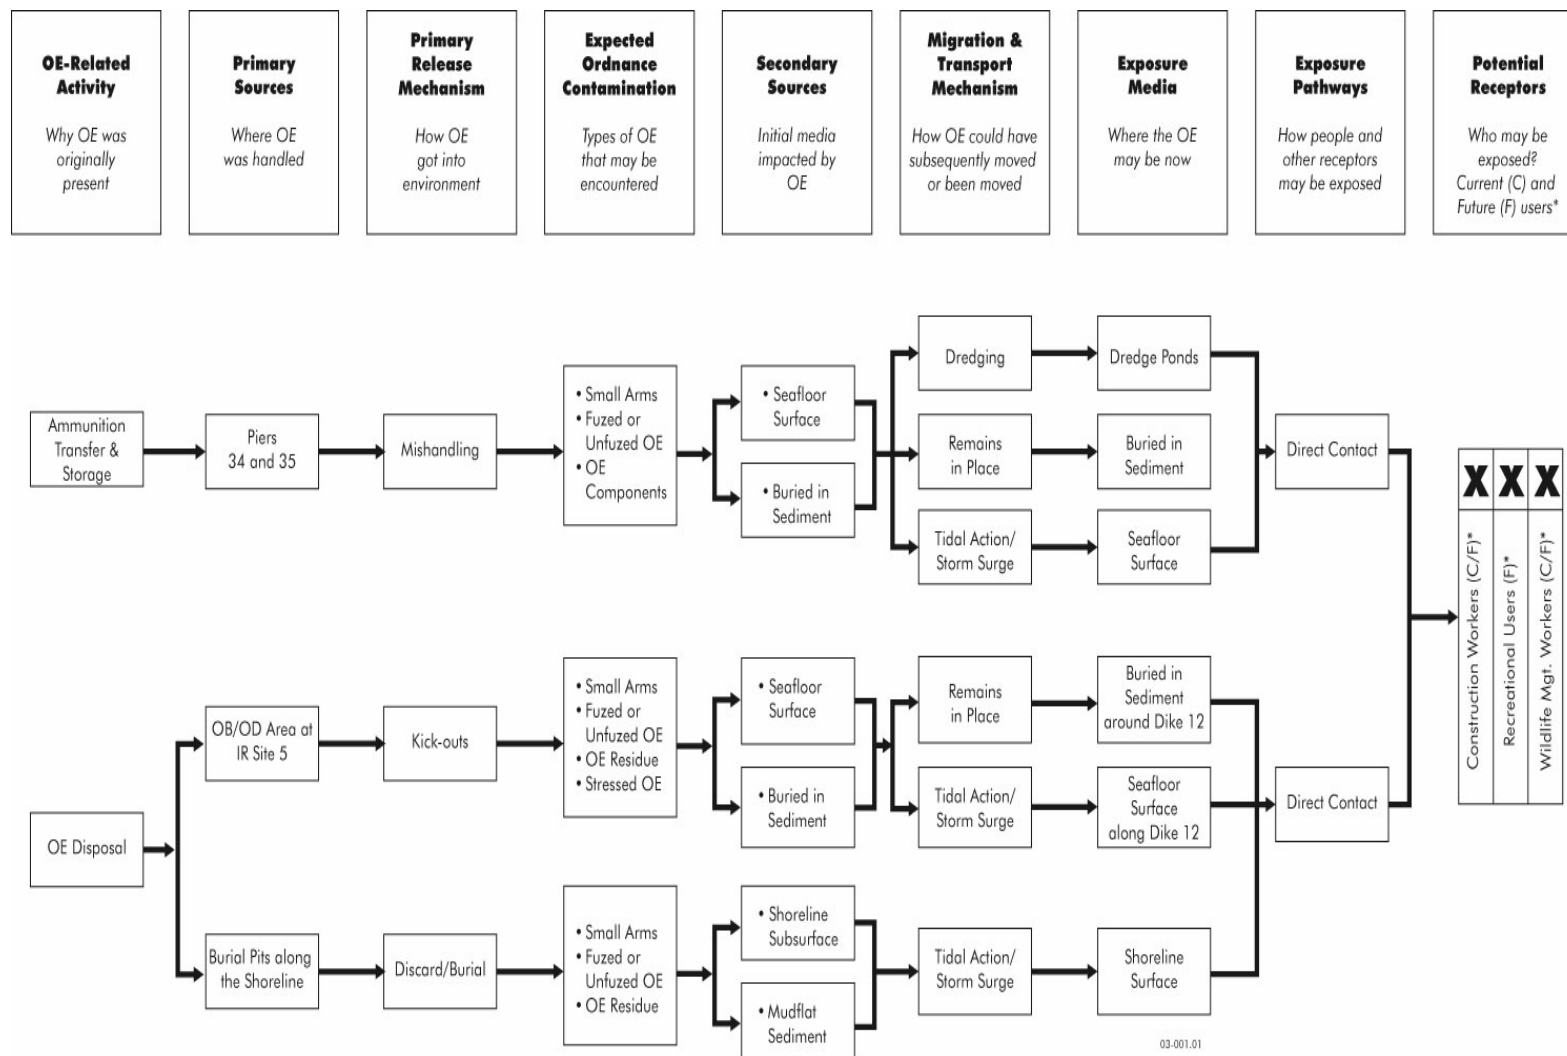 OE-Related
Activity
Why OE was
originally
present
Primary
Sources
Where OE
was handled
Primary
Release
Mechanism
How OE
got into
environment
Expected
Ordnance
Contamination
Types of OE
that may be
encountered
Secondary
Sources
Initial media
impacted by
OE
Migration &
Transport
Mechanism
How OE could have
subsequently moved
or been moved
Exposure
Media
Where the OE
may be now
Exposure
Pathways
How people and
other receptors
may be exposed
Potential
Receptors
Who may be
exposed?
Current (C) and
Future (F) users*
Ammunition
Transfer &
Storage
Piers
34 and 35
Mishandling
• Small Arms
• Fuzed or
Unfuzed OE
• OE
Components
• Seafloor
Surface
• Buried in
Sediment
Dredging
Dredge Ponds
Remains
in Place
Buried in
Sediment
Tidal Action/
Storm Surge
Seafloor
Surface
Direct Contact
OE Disposal
OB/OD Area at
IR Site 5
Kick-outs
• Small Arms
• Fuzed or
Unfuzed OE
• OE Residue
• Stressed OE
• Seafloor
Surface
• Buried in
Sediment
Remains
in Place
Buried in
Sediment
around Dike 12
Tidal Action/
Storm Surge
Seafloor
Surface
along Dike 12
Direct Contact
Burial Pits along
the Shoreline
Discard/Burial
• Small Arms
• Fuzed or
Unfuzed OE
• OE Residue
• Shoreline
Subsurface
• Mudflat
Sediment
Tidal Action/
Storm Surge
Shoreline
Surface
X X X
Construction Workers (C/F)*
Recreational Users (F)*
Wildlife Mgt. Workers (C/F)*
03-001.01